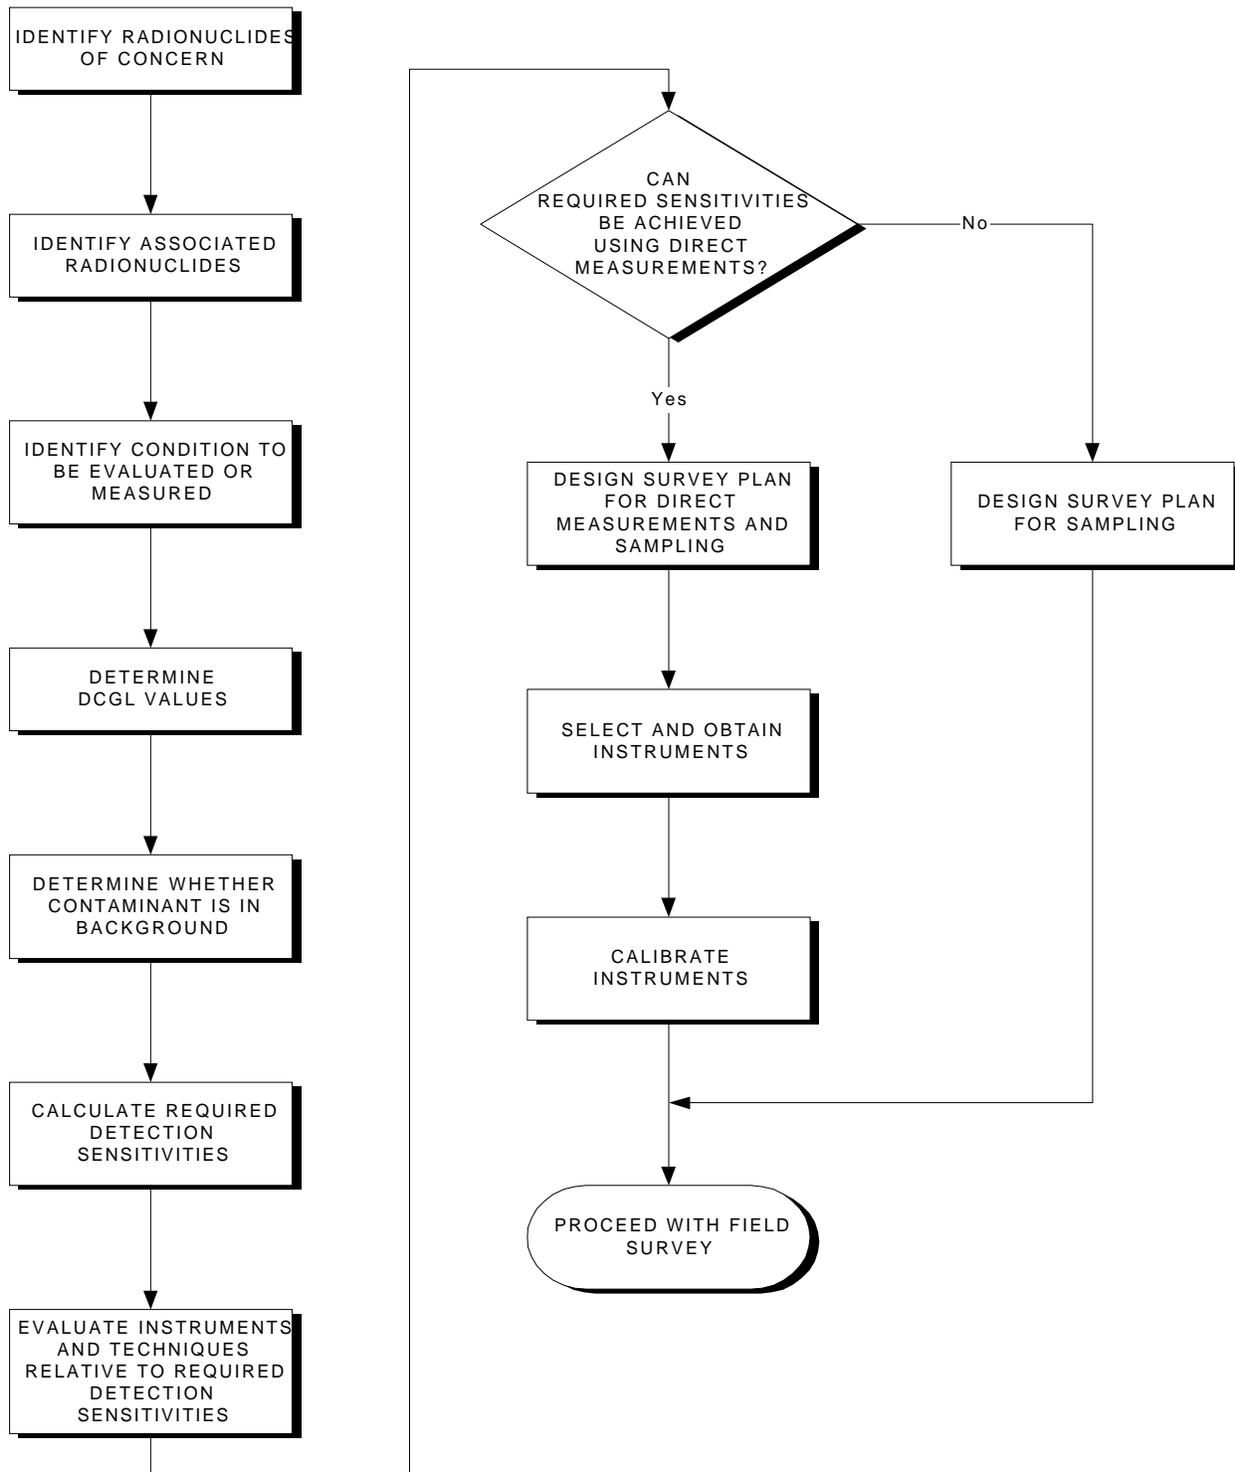 IDENTIFY RADIONUCLIDES
OF CONCERN
IDENTIFY ASSOCIATED
RADIONUCLIDES
IDENTIFY CONDITION TO
BE EVALUATED OR
MEASURED
DETERMINE
DCGL VALUES
DETERMINE WHETHER
CONTAMINANT IS IN
BACKGROUND
CALCULATE REQUIRED
DETECTION
SENSITIVITIES
EVALUATE INSTRUMENTS
AND TECHNIQUES
RELATIVE TO REQUIRED
DETECTION
SENSITIVITIES
CAN
REQUIRED SENSITIVITIES
BE ACHIEVED
USING DIRECT
MEASUREMENTS?
No
Yes
DESIGN SURVEY PLAN
FOR DIRECT
MEASUREMENTS AND
SAMPLING
DESIGN SURVEY PLAN
FOR SAMPLING
SELECT AND OBTAIN
INSTRUMENTS
CALIBRATE
INSTRUMENTS
PROCEED WITH FIELD
SURVEY